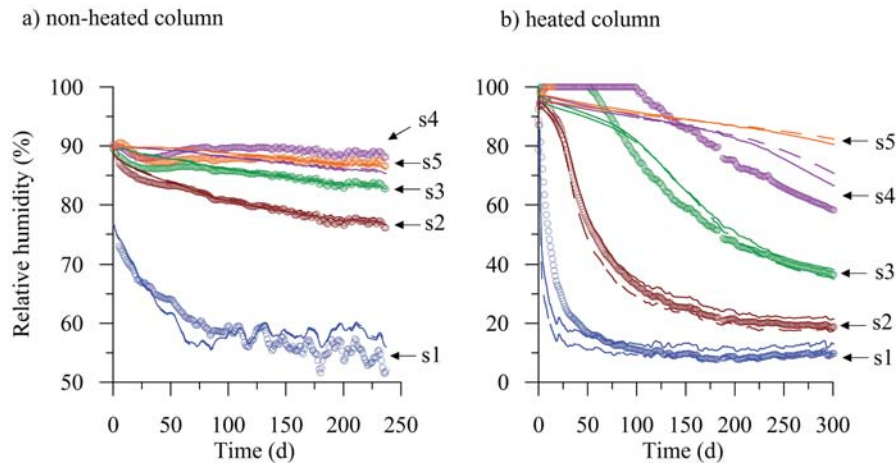 a) non-heated column
b) heated column
Relative humidity (%)
100
90
80
70
60
50
0
50
100
150
200
250
Time (d)
s4
s5
s3
s2
s1
100
80
60
40
20
0
0
50
100
150
200
250
300
Time (d)
s5
s4
s3
s2
s1